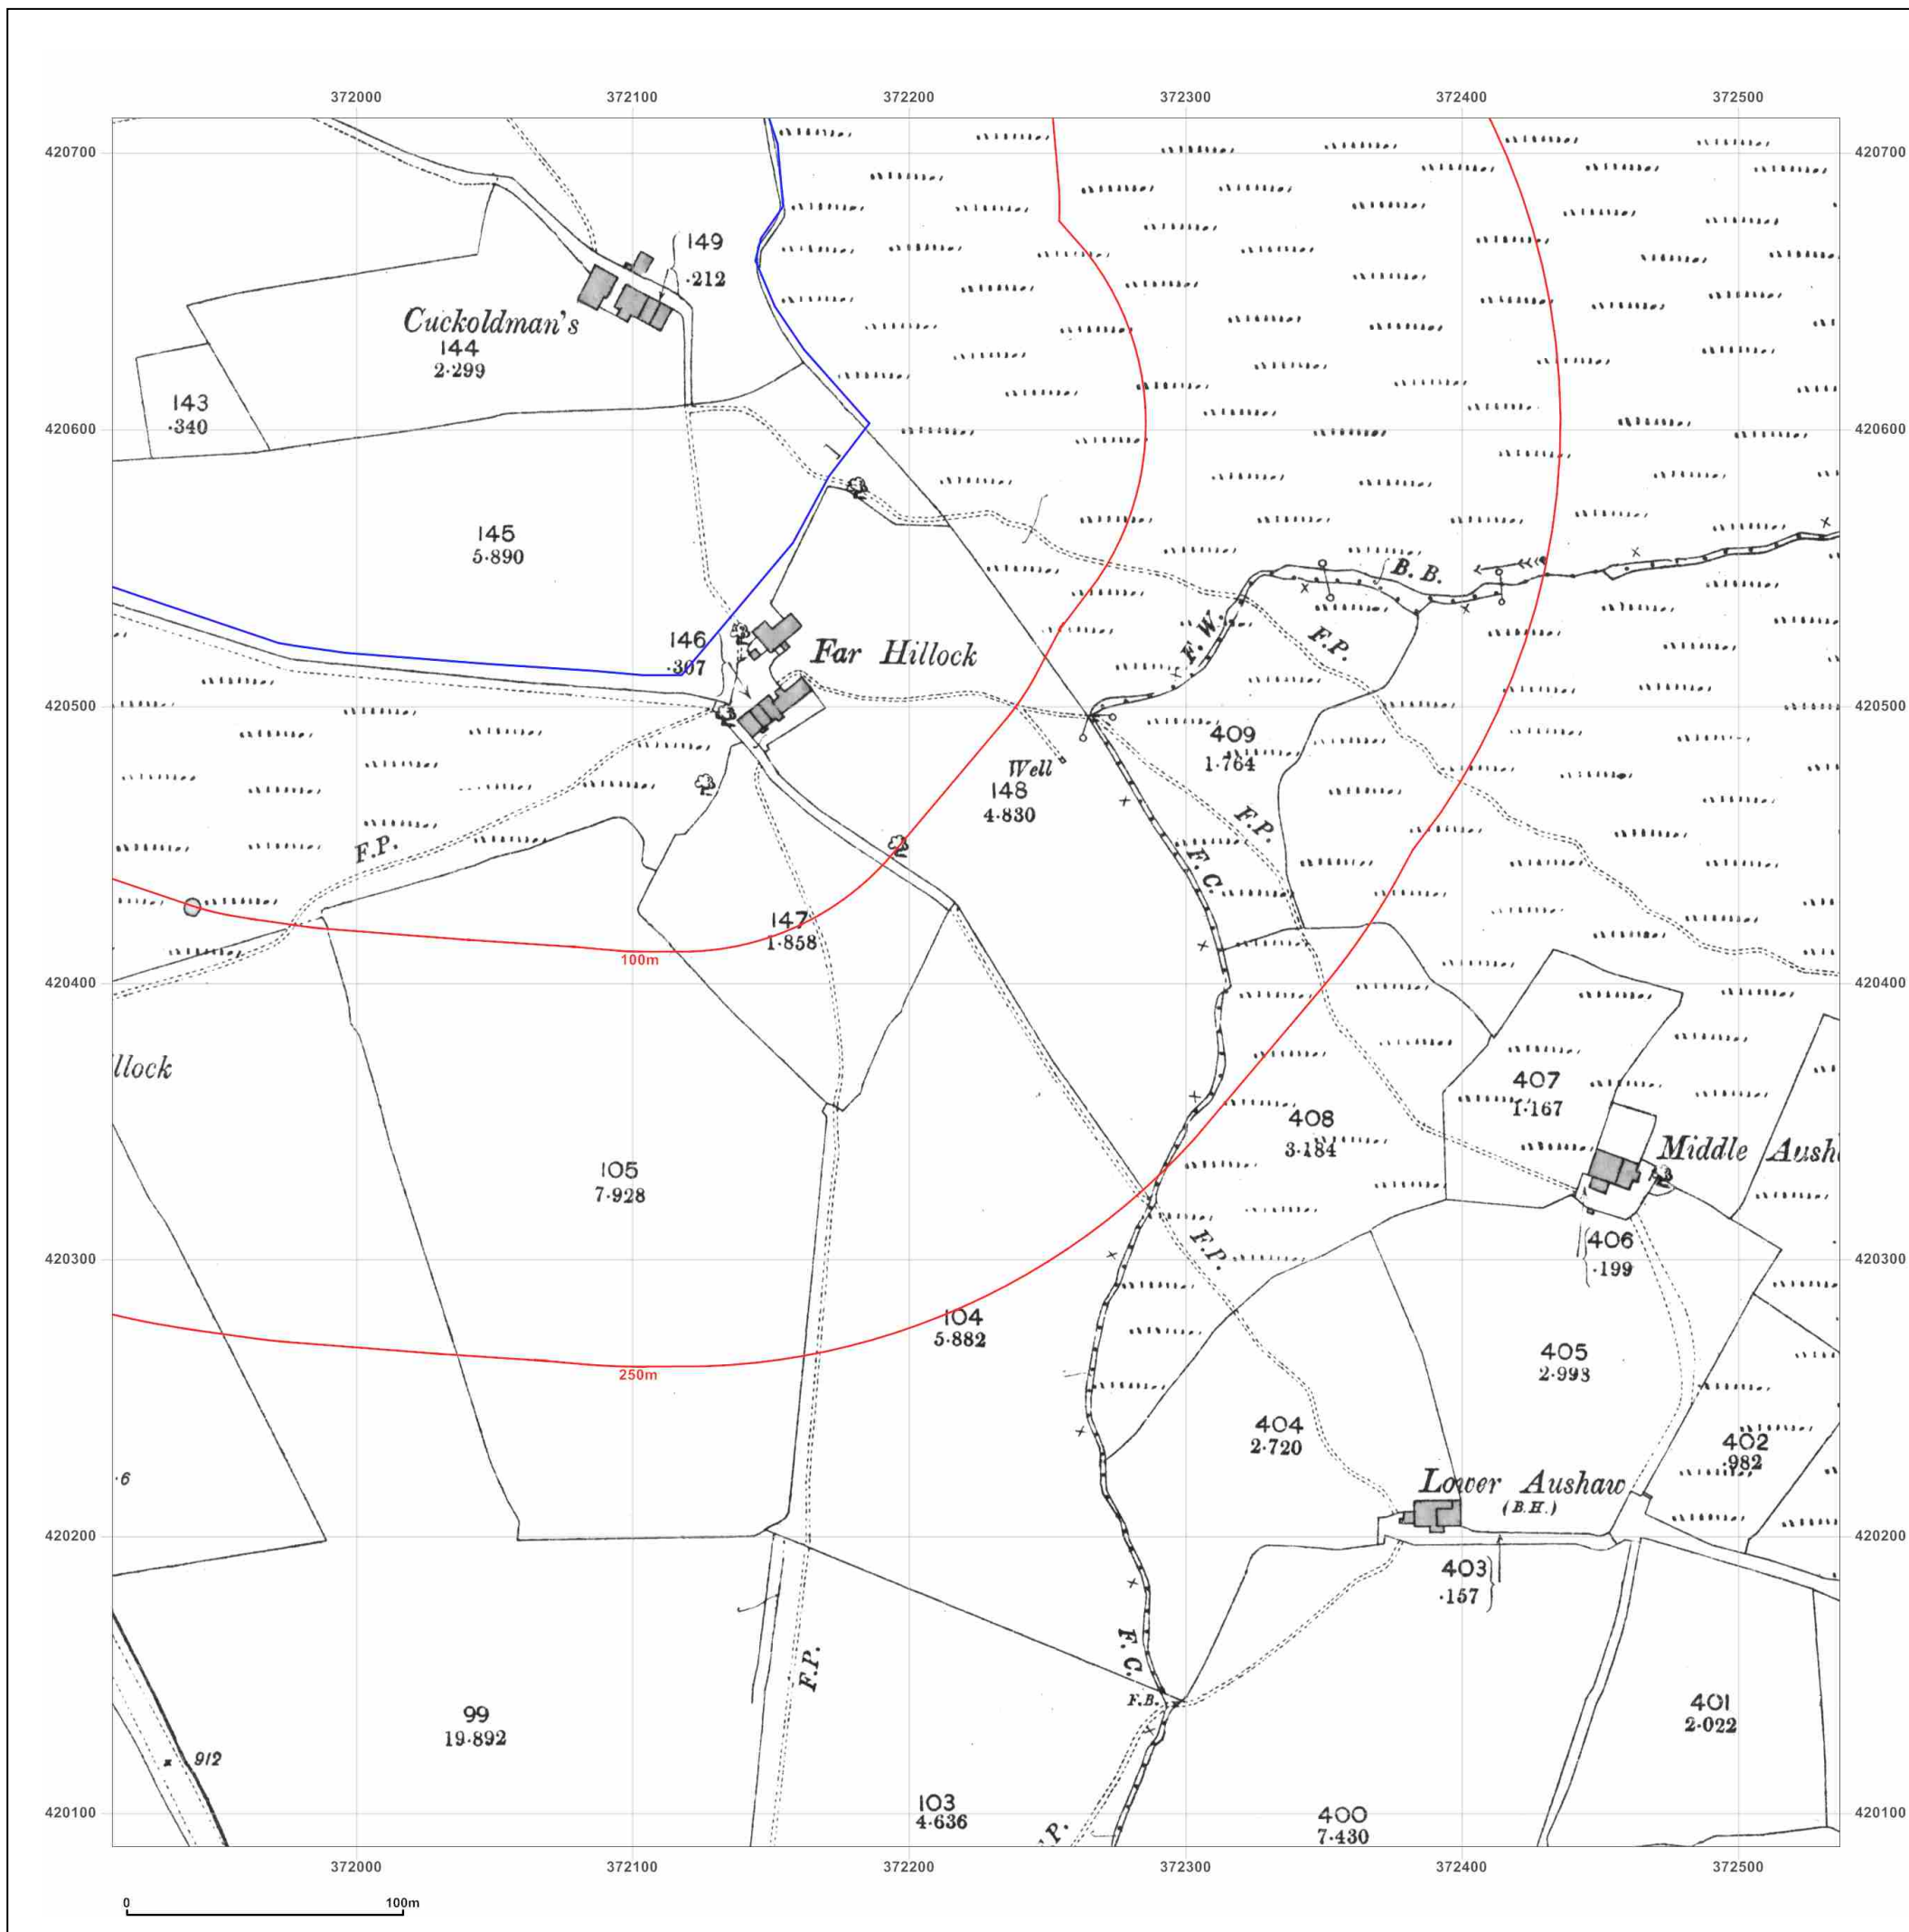 372000 372100 372200 372300 372400 372500
420700 420700
149
.212
Cuckoldman's
144
2.299
143
.340
420600 420600
145
5.890
B. B.
F. W.
F.P.
146
.307
Far Hillock
420500 420500
409
1.764
Well
148
4.830
F.P.
F.P.
F. C.
147
1.858
100m
420400 420400
llock
407
1.167
408
3.184
Middle Aush
105
7.928
406
.199
F.P.
420300 420300
104
5.882
405
2.993
250m
404
2.720
402
.982
.6
Lower Aushaw
(B.H.)
420200 420200
403
.157
F. C.
F.P.
F.B.
99
19.892
401
2.022
912
103
4.636
400
7.430
420100 420100
.P.
372000 372100 372200 372300 372400 372500
0 100m